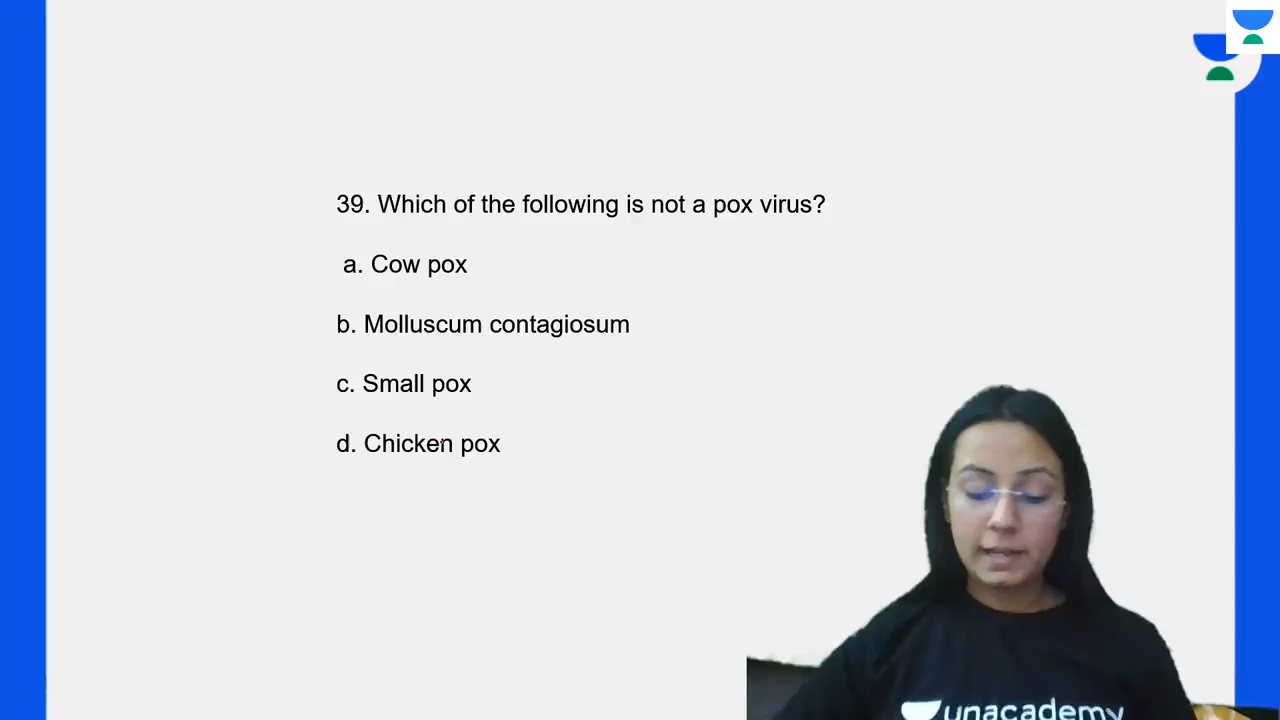 39. Which of the following is not a pox virus?
a. Cow pox
b. Molluscum contagiosum
c. Small pox
d. Chicken pox
unacademy